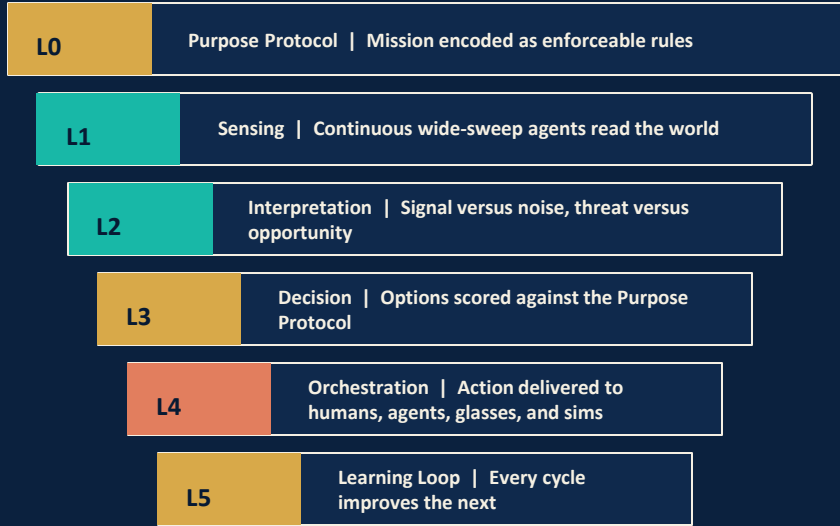 L0
Purpose Protocol | Mission encoded as enforceable rules
L1
Sensing | Continuous wide-sweep agents read the world
L2
Interpretation | Signal versus noise, threat versus
opportunity
L3
Decision | Options scored against the Purpose
Protocol
L4
Orchestration | Action delivered to
humans, agents, glasses, and sims
L5
Learning Loop | Every cycle
improves the next